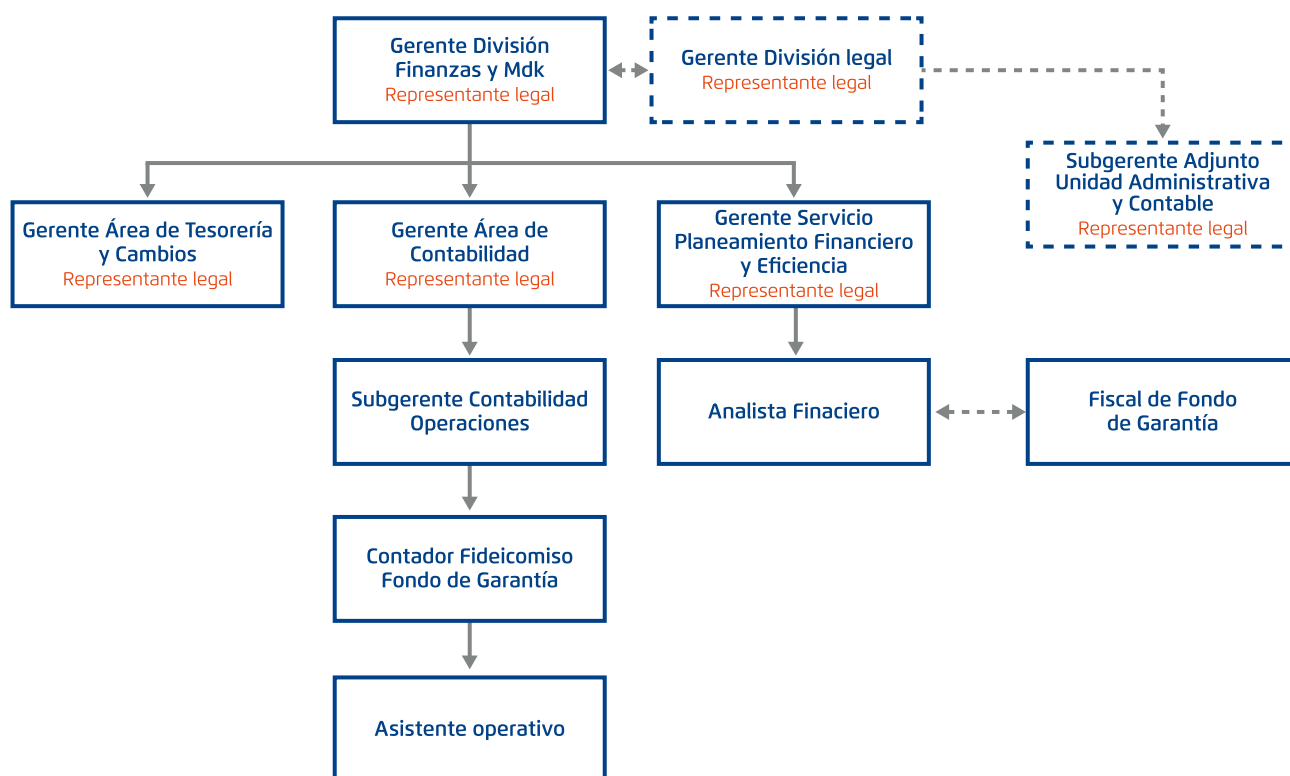 Gerente División
Finanzas y Mdk
Representante legal
Gerente División legal
Representante legal
Subgerente Adjunto
Unidad Administrativa
y Contable
Representante legal
Gerente Área de Tesorería
y Cambios
Representante legal
Gerente Área de
Contabilidad
Representante legal
Gerente Servicio
Planeamiento Financiero
y Eficiencia
Representante legal
Subgerente Contabilidad
Operaciones
Analista Finaciero
Fiscal de Fondo
de Garantía
Contador Fideicomiso
Fondo de Garantía
Asistente operativo